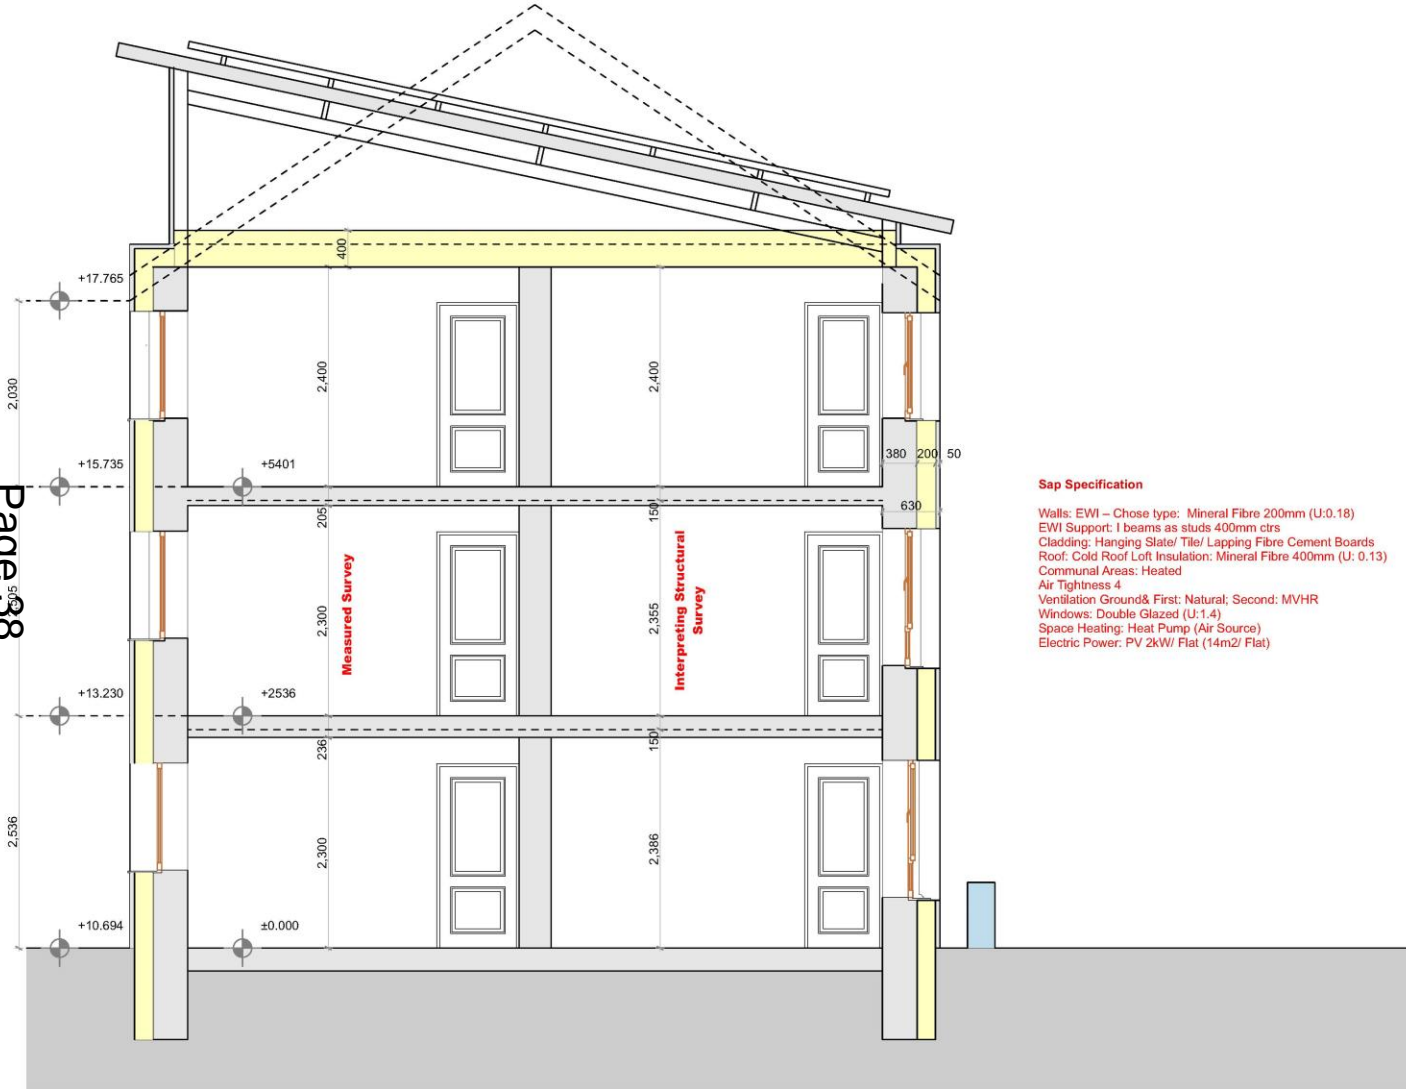 400
+17.765
2,030
2,400
2,400
+15.735
+5401
380
200
50
205
150
630
Page 38
2,300
Measured Survey
2,355
Interpreting Structural
Survey
+13.230
+2536
236
150
2,536
2,300
2,386
+10.694
±0.000
Sap Specification
Walls: EWI – Chose type: Mineral Fibre 200mm (U:0.18)
EWI Support: I beams as studs 400mm ctrs
Cladding: Hanging Slate/ Tile/ Lapping Fibre Cement Boards
Roof: Cold Roof Loft Insulation: Mineral Fibre 400mm (U: 0.13)
Communal Areas: Heated
Air Tightness 4
Ventilation Ground& First: Natural; Second: MVHR
Windows: Double Glazed (U:1.4)
Space Heating: Heat Pump (Air Source)
Electric Power: PV 2kW/ Flat (14m2/ Flat)